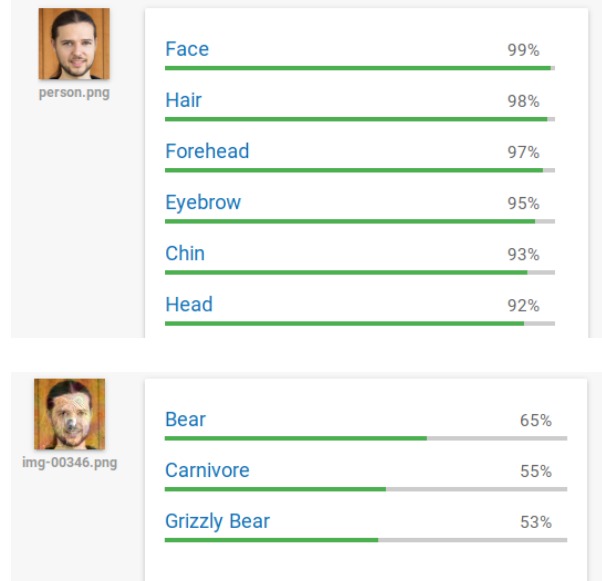 Face 99%
person.png
Hair 98%
Forehead 97%
Eyebrow 95%
Chin 93%
Head 92%
Bear 65%
img-00346.png
Carnivore 55%
Grizzly Bear 53%